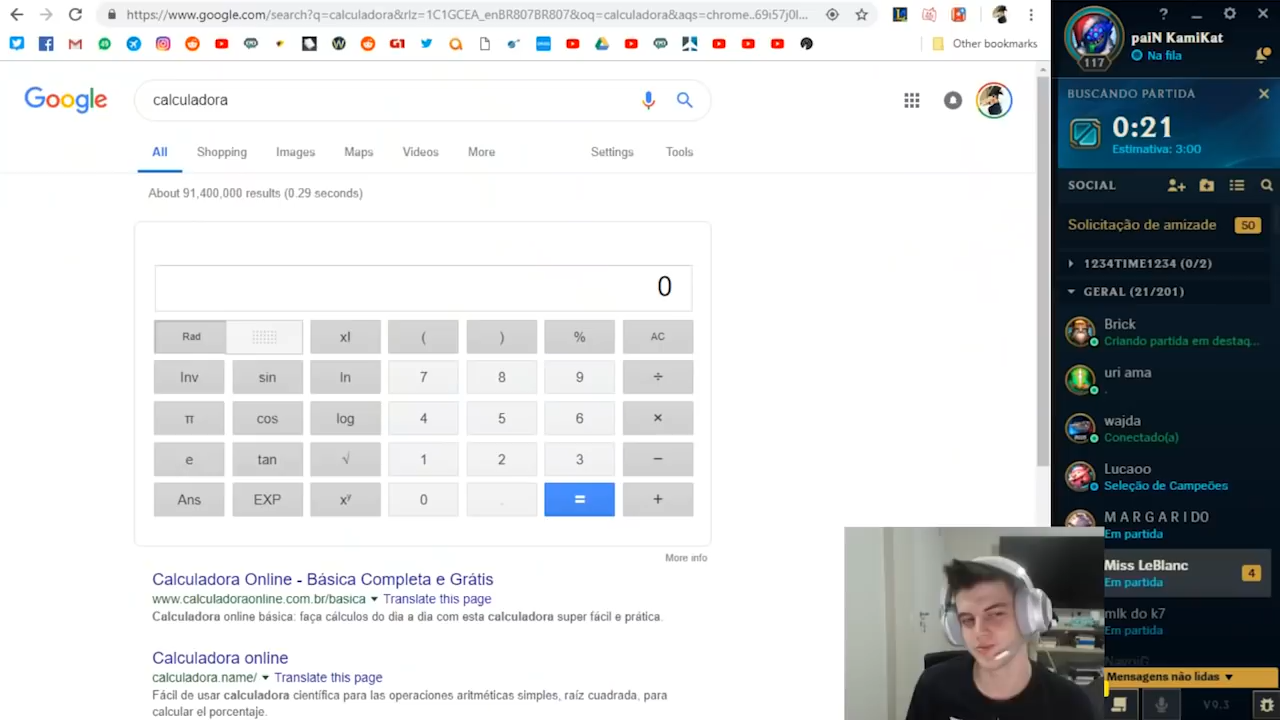 https://www.google.com/search?q=calculadora&rlz=1C1GCEA_enBR807BR807&oq=calculadora&aqs=chrome..69i57j0l...
Other bookmarks
Google
calculadora
All Shopping Images Maps Videos More Settings Tools
About 91,400,000 results (0.29 seconds)
0
Rad x! ( ) % AC
Inv sin ln 7 8 9 ÷
π cos log 4 5 6 ×
e tan √ 1 2 3 −
Ans EXP xʸ 0 . = +
More info
Calculadora Online - Básica Completa e Grátis
www.calculadoraonline.com.br/basica Translate this page
Calculadora online básica: faça cálculos do dia a dia com esta calculadora super fácil e prática.
Calculadora online
calculadora.name/ Translate this page
Fácil de usar calculadora científica para las operaciones aritméticas simples, raíz cuadrada, para
calcular el porcentaje.
117
paiN KamiKat
Na fila
BUSCANDO PARTIDA
0:21
Estimativa: 3:00
SOCIAL
Solicitação de amizade 50
1234TIME1234 (0/2)
GERAL (21/201)
Brick
Criando partida em destaq...
uri ama
.
wajda
Conectado(a)
Lucaoo
Seleção de Campeões
M A R G A R I D O
Em partida
Miss LeBlanc 4
Em partida
mlk do k7
Em partida
Mensagens não lidas
V9.3